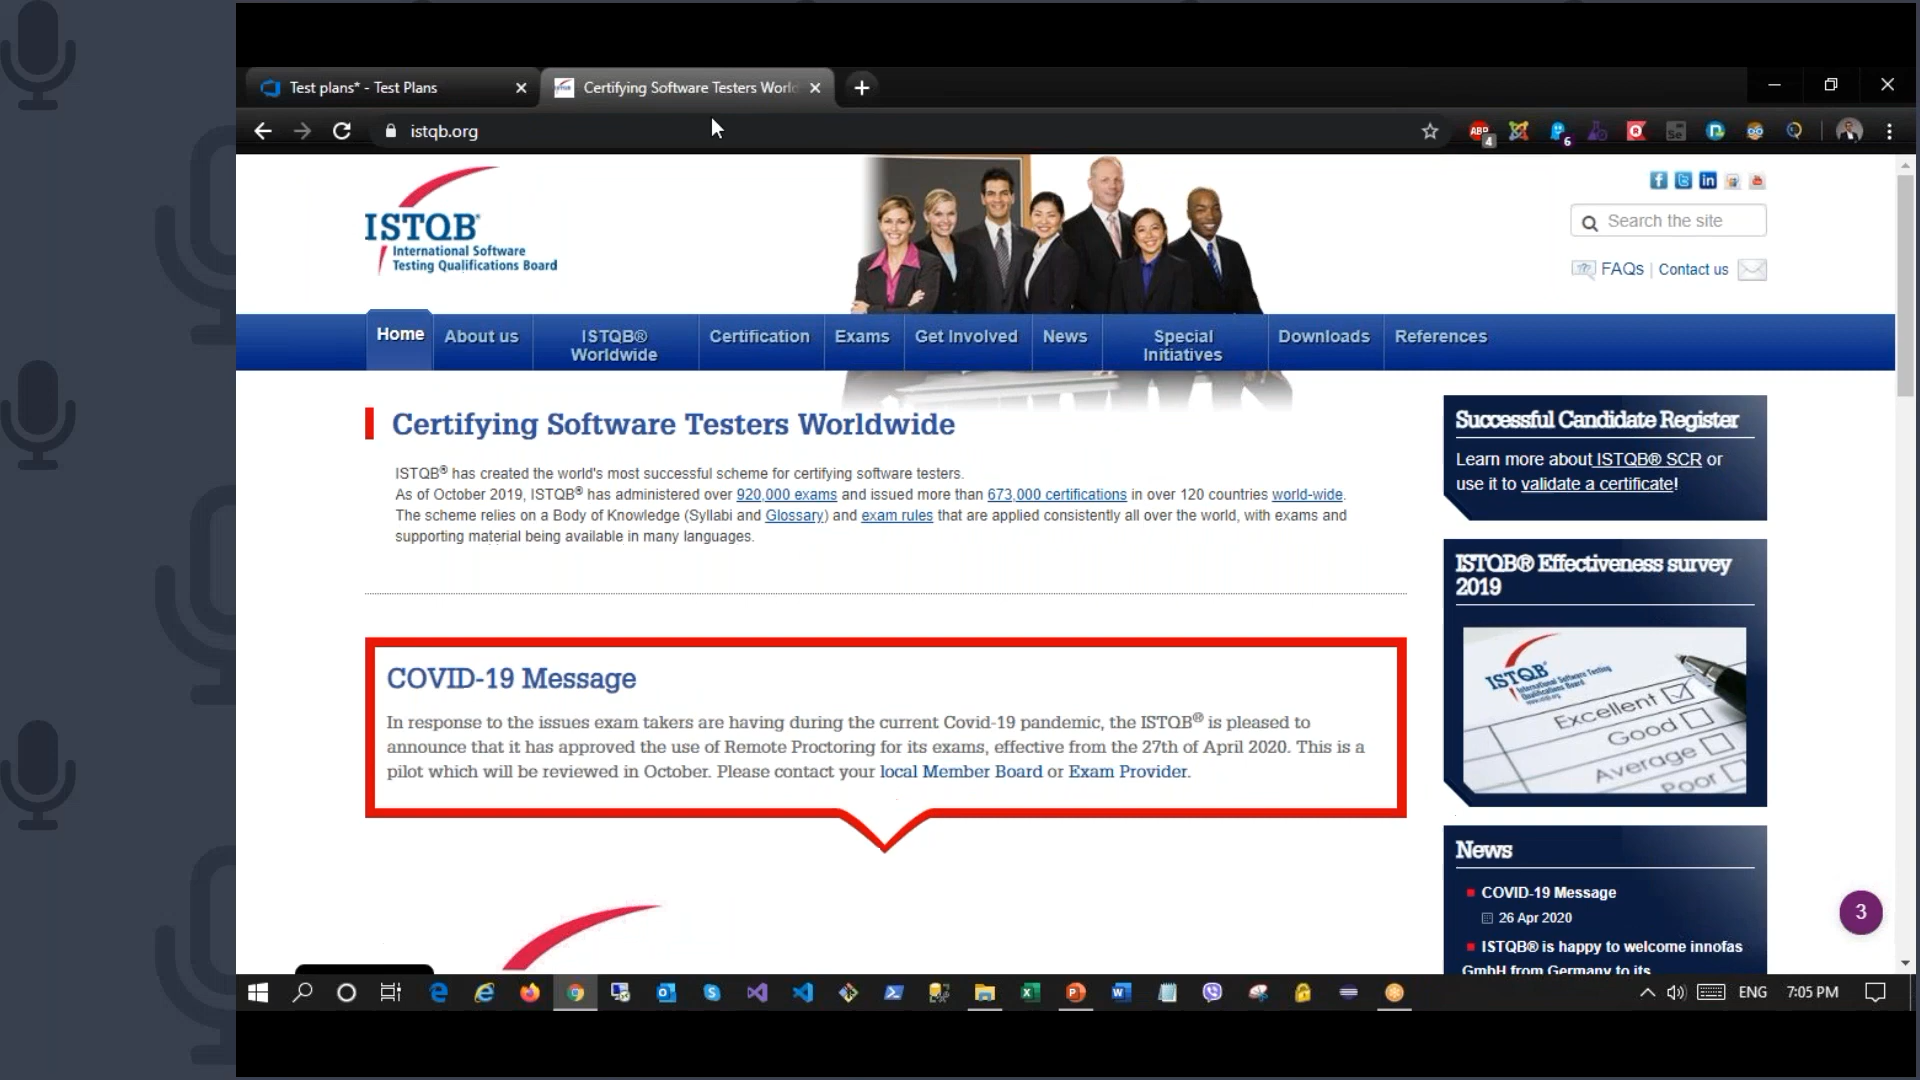 Test plans* - Test Plans
Certifying Software Testers Worl
istqb.org
ABP
4
6
Se
ISTQB®
International Software
Testing Qualifications Board
Search the site
FAQs | Contact us
Home
About us
ISTQB®
Worldwide
Certification
Exams
Get Involved
News
Special
Initiatives
Downloads
References
Certifying Software Testers Worldwide
ISTQB® has created the world's most successful scheme for certifying software testers.
As of October 2019, ISTQB® has administered over 920,000 exams and issued more than 673,000 certifications in over 120 countries world-wide.
The scheme relies on a Body of Knowledge (Syllabi and Glossary) and exam rules that are applied consistently all over the world, with exams and
supporting material being available in many languages.
COVID-19 Message
In response to the issues exam takers are having during the current Covid-19 pandemic, the ISTQB® is pleased to
announce that it has approved the use of Remote Proctoring for its exams, effective from the 27th of April 2020. This is a
pilot which will be reviewed in October. Please contact your local Member Board or Exam Provider.
Successful Candidate Register
Learn more about ISTQB® SCR or
use it to validate a certificate!
ISTQB® Effectiveness survey
2019
ISTQB®
International Software Testing
Qualifications Board
Excellent
Good
Average
Poor
News
COVID-19 Message
26 Apr 2020
ISTQB® is happy to welcome innofas
GmbH from Germany to its
3
ENG
7:05 PM